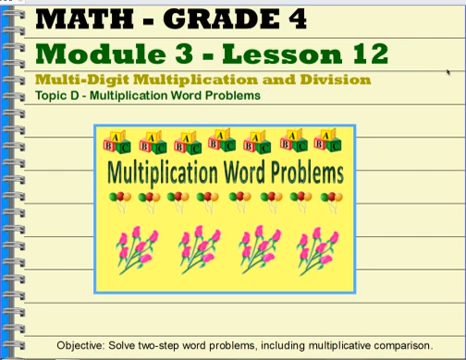 MATH - GRADE 4
Module 3 - Lesson 12
Multi-Digit Multiplication and Division
Topic D - Multiplication Word Problems
Multiplication Word Problems
Objective: Solve two-step word problems, including multiplicative comparison.